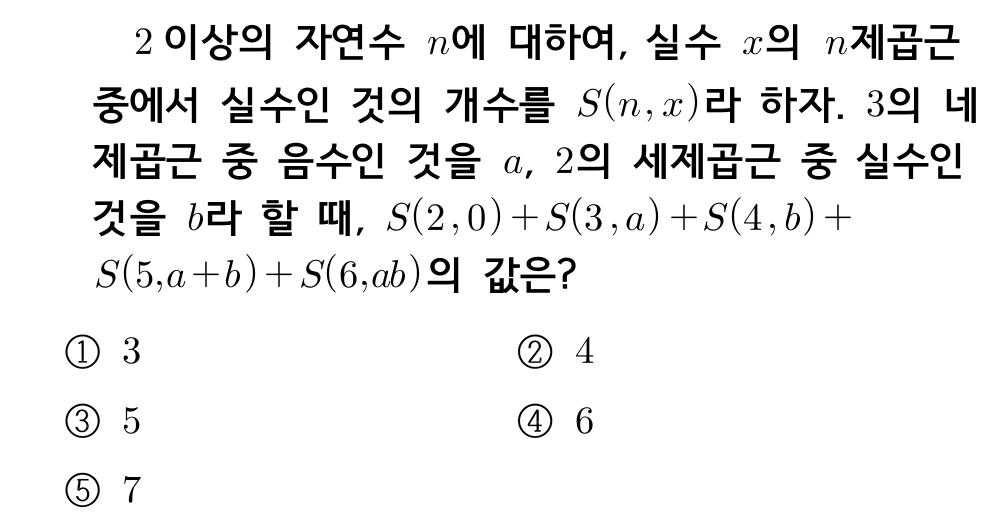 2 이상의 자연수 n에 대하여, 실수 x의 n제곱근
중에서 실수인 것의 개수를 S(n, x)라 하자. 3의 네
제곱근 중 음수인 것을 a, 2의 세제곱근 중 실수인
것을 b라 할 때, S(2, 0)+S(3, a)+S(4, b)+
S(5,a+b)+S(6,ab)의 값은?
① 3 ② 4
③ 5 ④ 6
⑤ 7